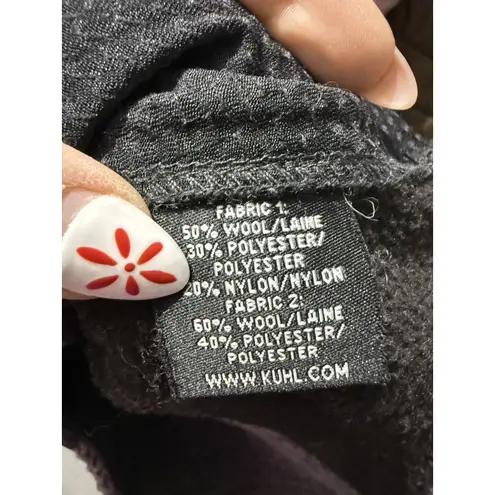 FABRIC 1:
50% WOOL/LAINE
30% POLYESTER/
POLYESTER
20% NYLON/NYLON
FABRIC 2:
60% WOOL/LAINE
40% POLYESTER/
POLYESTER
WWW.KUHL.COM